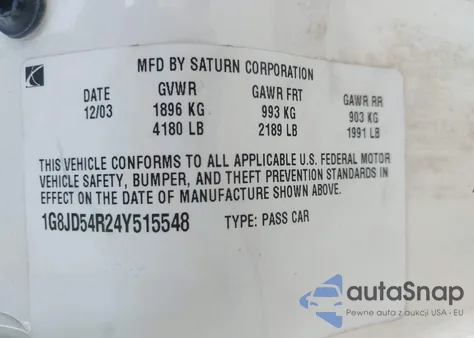 MFD BY SATURN CORPORATION
DATE GVWR GAWR FRT GAWR RR
12/03 1896 KG 993 KG 903 KG
4180 LB 2189 LB 1991 LB
THIS VEHICLE CONFORMS TO ALL APPLICABLE U.S. FEDERAL MOTOR
VEHICLE SAFETY, BUMPER, AND THEFT PREVENTION STANDARDS IN
EFFECT ON THE DATE OF MANUFACTURE SHOWN ABOVE.
1G8JD54R24Y515548 TYPE: PASS CAR
autoSnap
Pewne auta z aukcji USA - EU